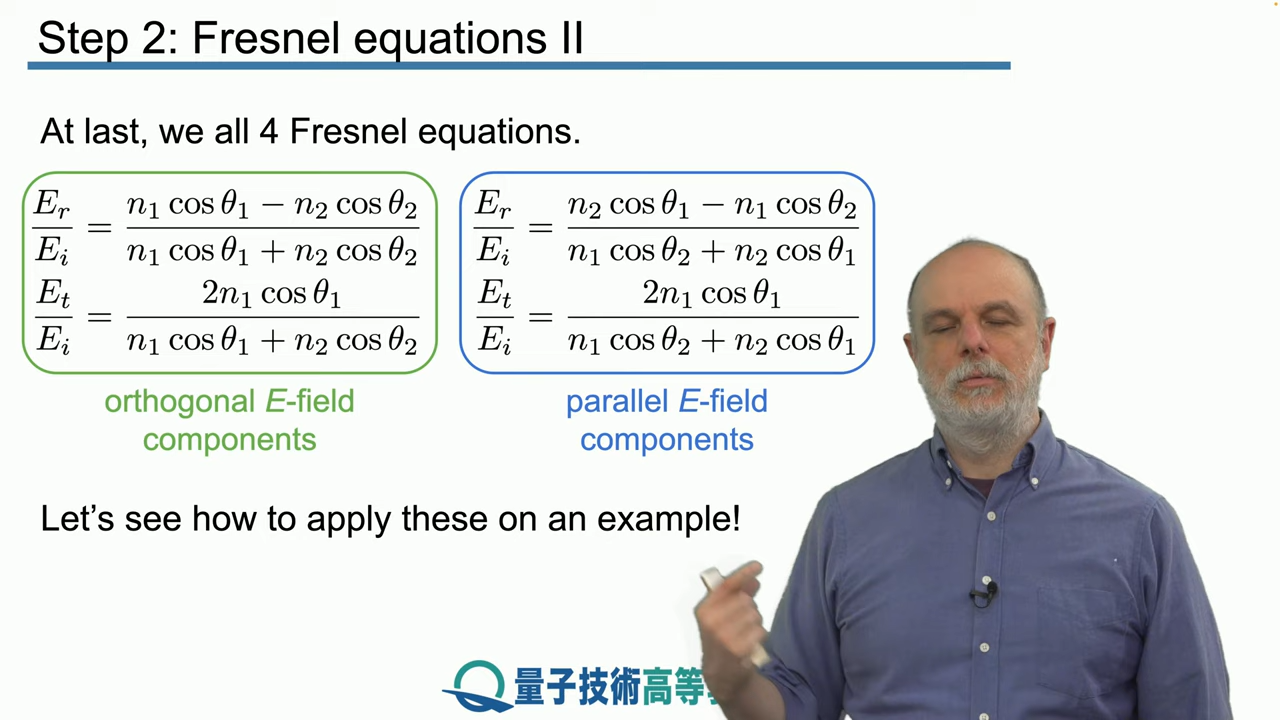 Step 2: Fresnel equations II
At last, we all 4 Fresnel equations.
E_r/E_i = (n_1 cos θ_1 − n_2 cos θ_2)/(n_1 cos θ_1 + n_2 cos θ_2)
E_t/E_i = (2n_1 cos θ_1)/(n_1 cos θ_1 + n_2 cos θ_2)
orthogonal E-field
components
E_r/E_i = (n_2 cos θ_1 − n_1 cos θ_2)/(n_1 cos θ_2 + n_2 cos θ_1)
E_t/E_i = (2n_1 cos θ_1)/(n_1 cos θ_2 + n_2 cos θ_1)
parallel E-field
components
Let's see how to apply these on an example!
量子技術高等